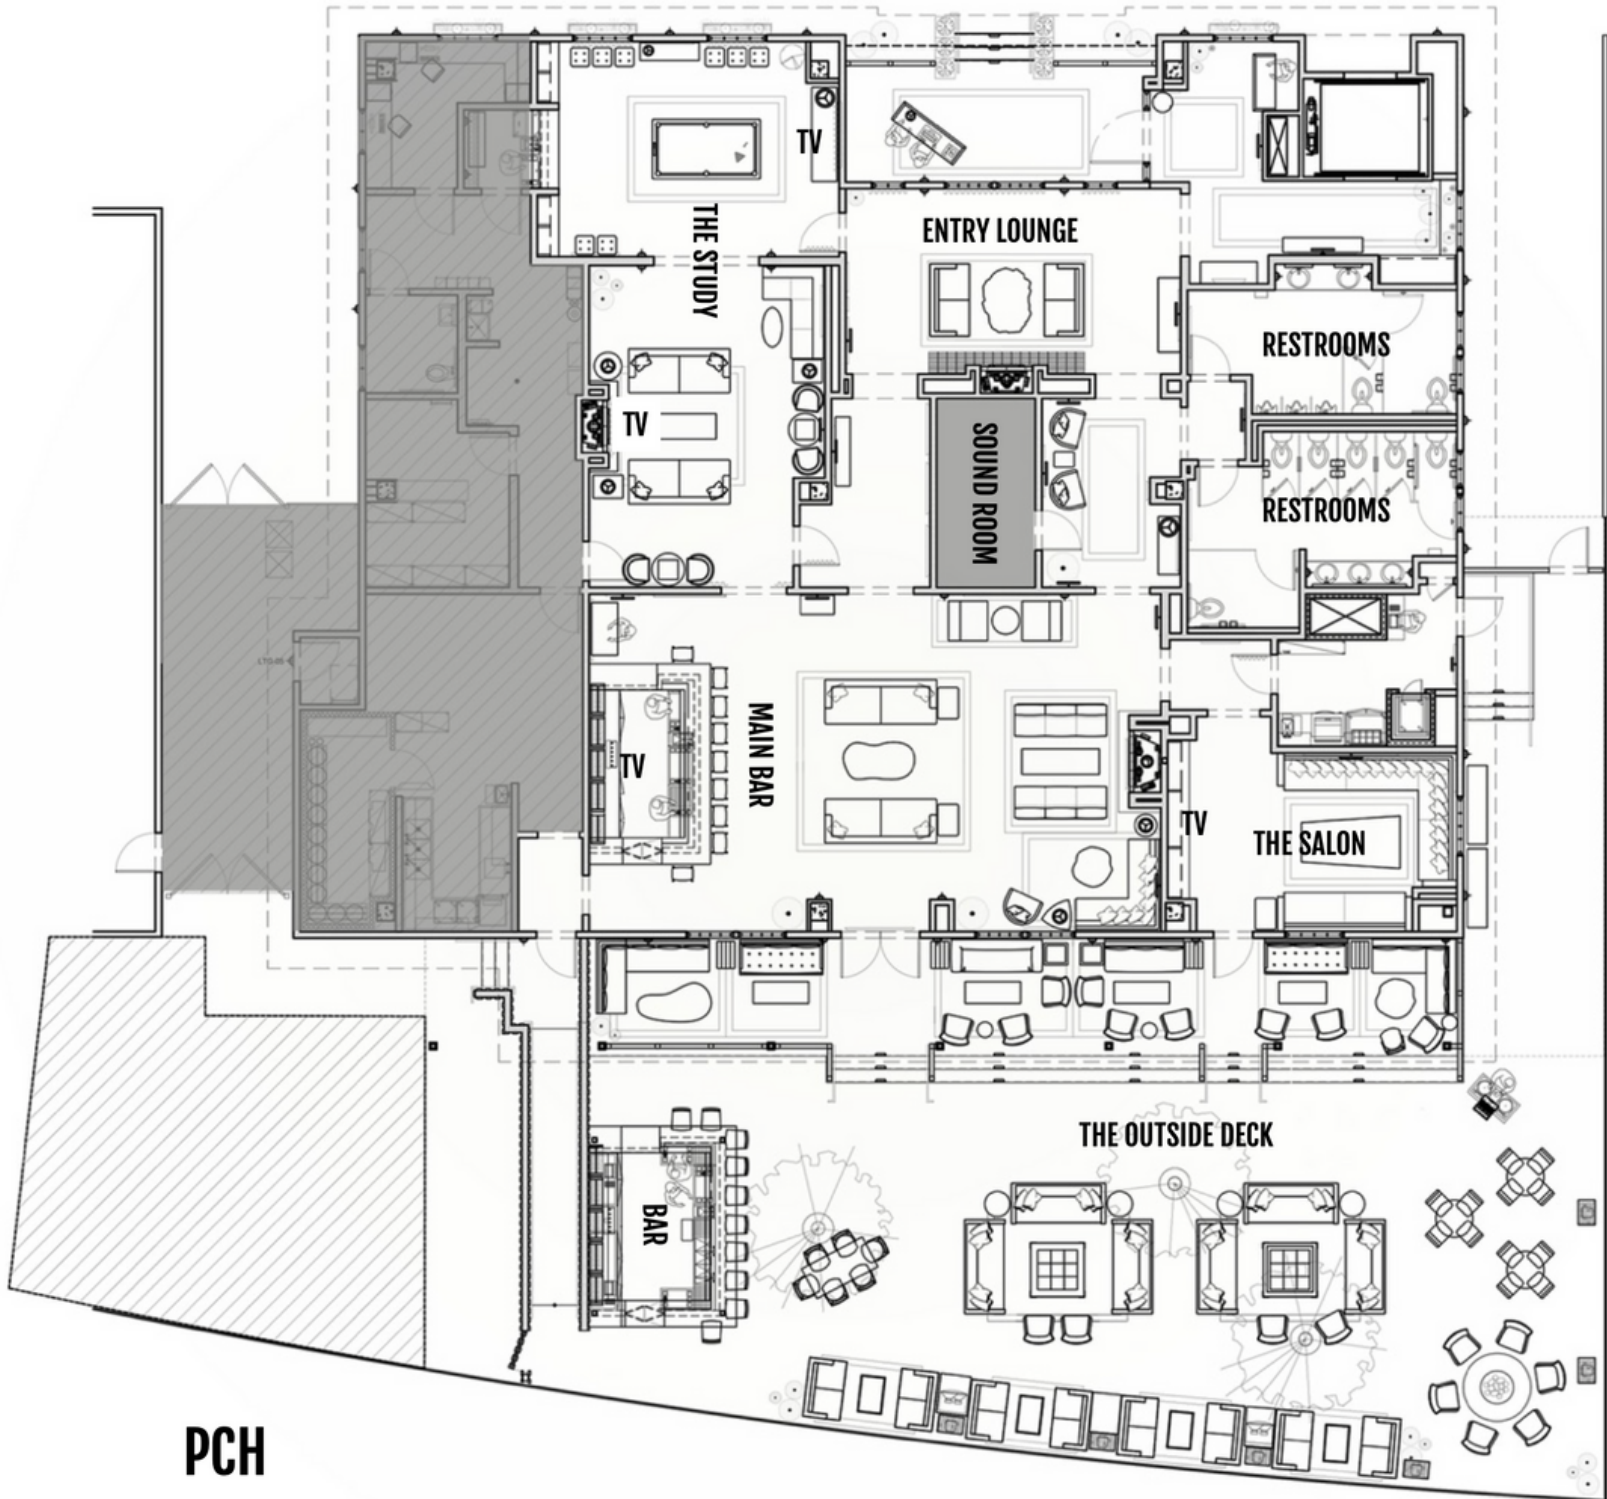 TV
THE STUDY
ENTRY LOUNGE
RESTROOMS
TV
SOUND ROOM
RESTROOMS
MAIN BAR
TV
TV
THE SALON
THE OUTSIDE DECK
BAR
PCH